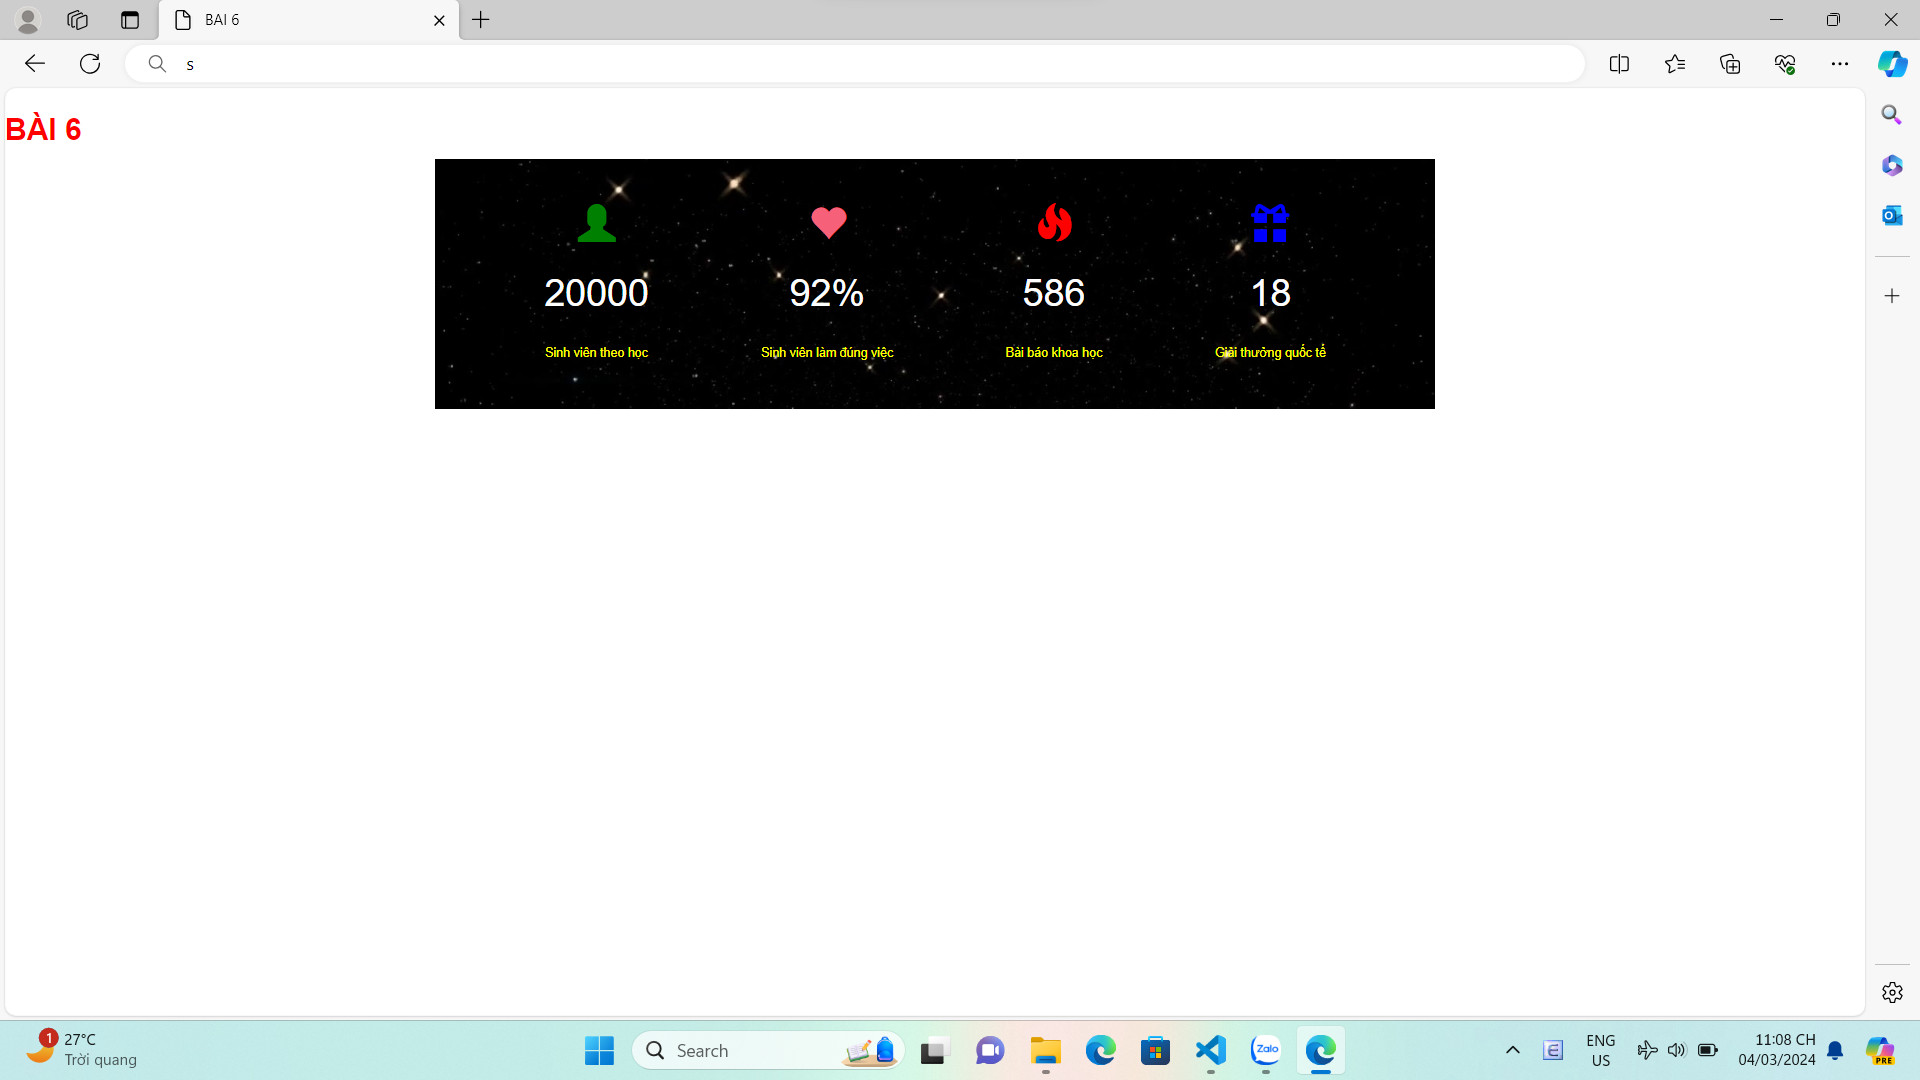 BAI 6
s
BÀI 6
20000
92%
586
18
Sinh viên theo học
Sinh viên làm đúng việc
Bài báo khoa học
Giải thưởng quốc tế
1
27°C
Trời quang
Search
Zalo
E
ENG
US
11:08 CH
04/03/2024
PRE